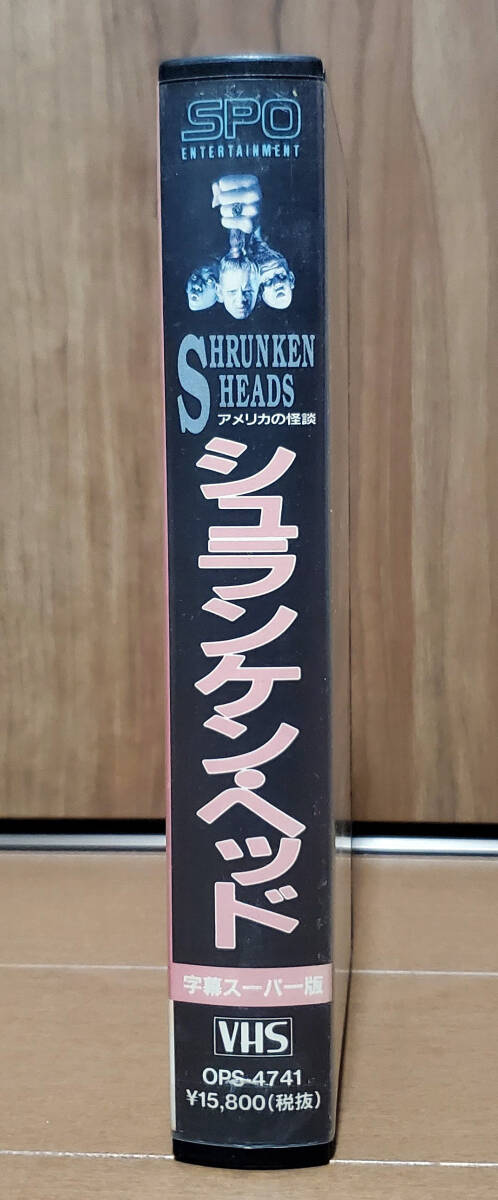 SPO
ENTERTAINMENT
SHRUNKEN
HEADS
アメリカの怪談
シュランケン・ヘッド
字幕スーパー版
VHS
OPS-4741
¥15,800(税抜)